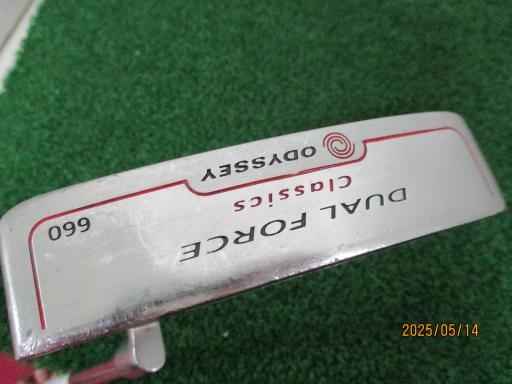 DUAL FORCE
Classics
ODYSSEY
660
2025/05/14